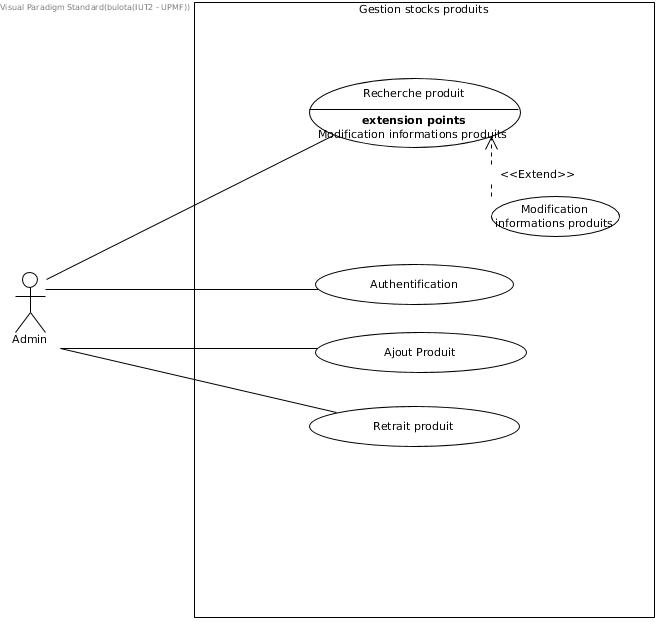 Visual Paradigm Standard(bulota(IUT2 - UPMF))
Gestion stocks produits
Recherche produit
extension points
Modification informations produits
<<Extend>>
Modification
informations produits
Authentification
Admin
Ajout Produit
Retrait produit